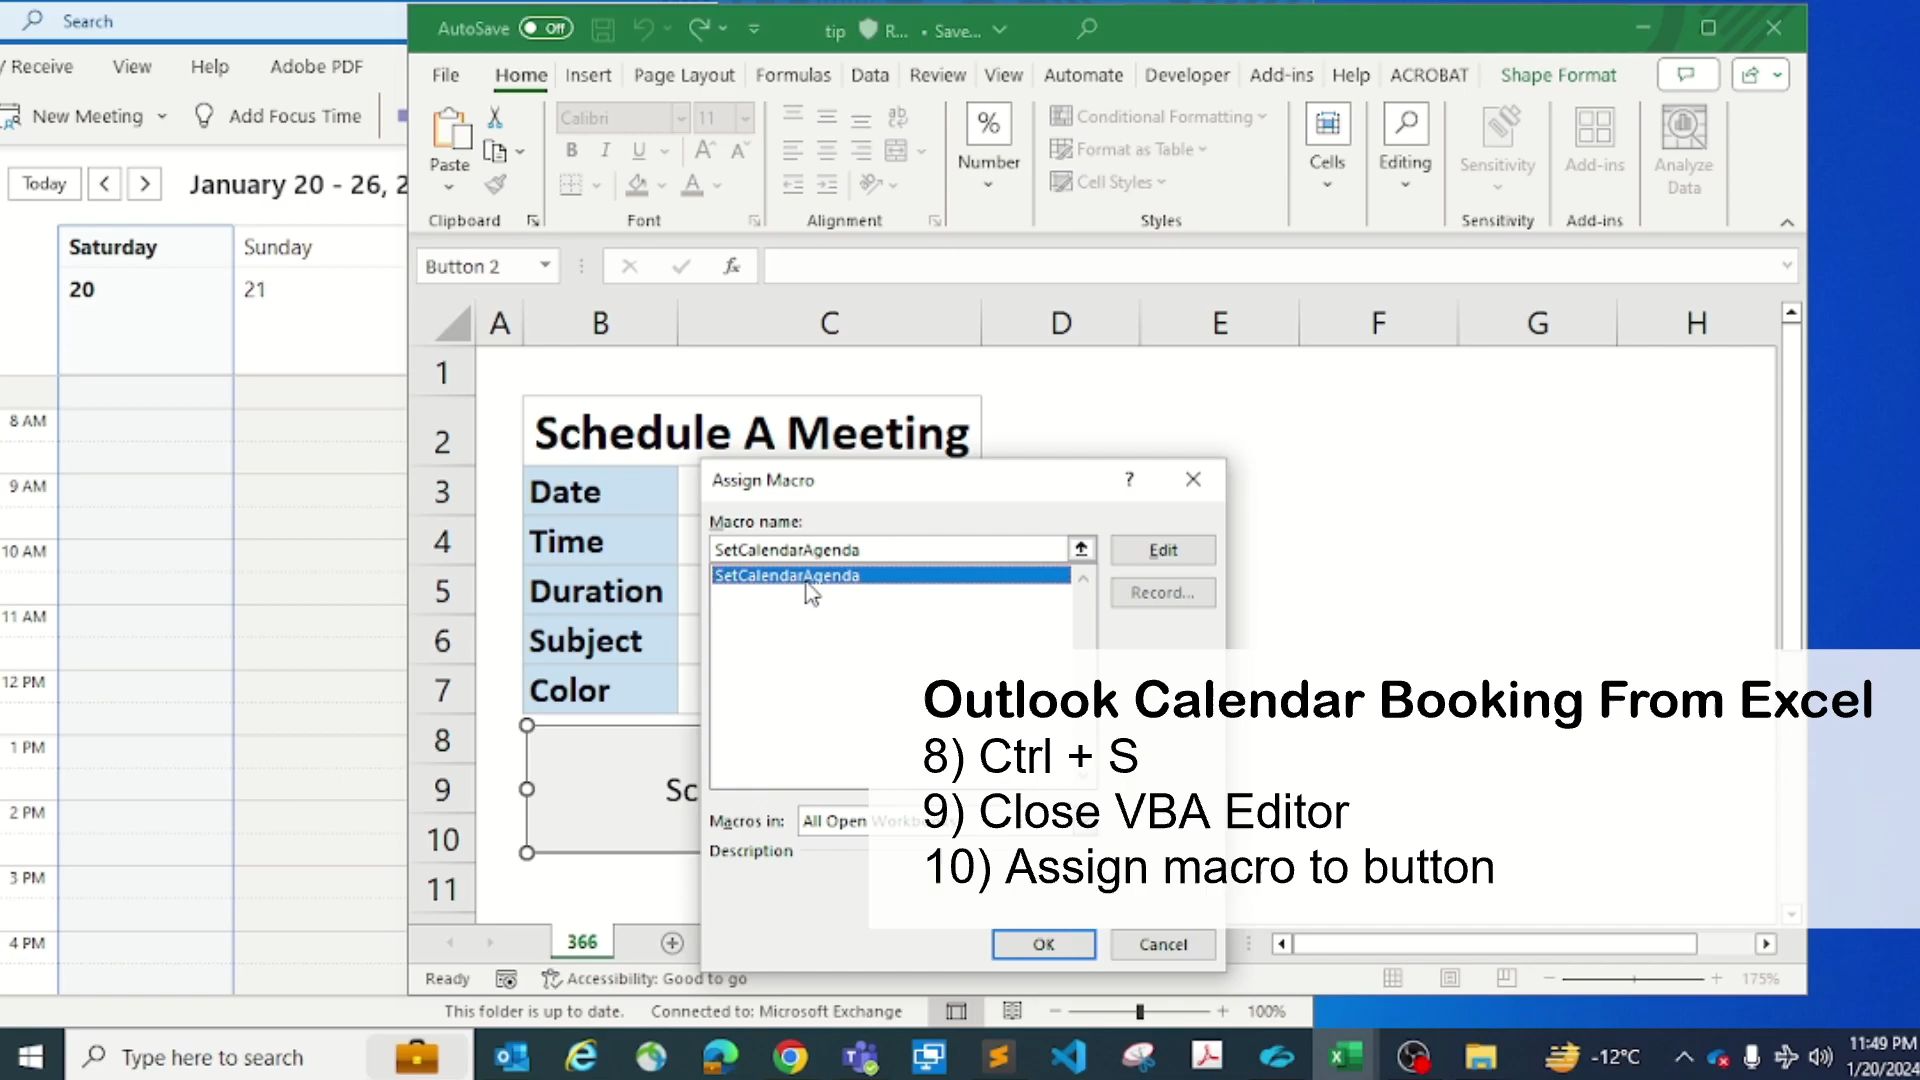 Search
/ Receive View Help Adobe PDF
New Meeting Add Focus Time
Today January 20 - 26, 2
Saturday Sunday
20 21
8 AM
9 AM
10 AM
11 AM
12 PM
1 PM
2 PM
3 PM
4 PM
AutoSave Off tip R... • Save...
File Home Insert Page Layout Formulas Data Review View Automate Developer Add-ins Help ACROBAT Shape Format
Paste
Clipboard
Calibri 11
B I U
Font
Alignment
%
Number
Conditional Formatting
Format as Table
Cell Styles
Styles
Cells
Editing
Sensitivity
Sensitivity
Add-ins
Add-ins
Analyze
Data
Button 2 fx
A B C D E F G H
1
2 Schedule A Meeting
3 Date
4 Time
5 Duration
6 Subject
7 Color
8
9 Sc
10
11
Assign Macro ?
Macro name:
SetCalendarAgenda Edit
SetCalendarAgenda
Record...
Macros in: All Open
Description
OK Cancel
Outlook Calendar Booking From Excel
8) Ctrl + S
9) Close VBA Editor
10) Assign macro to button
366
Ready Accessibility: Good to go 175%
This folder is up to date. Connected to: Microsoft Exchange 100%
Type here to search -12°C 11:49 PM
1/20/2024